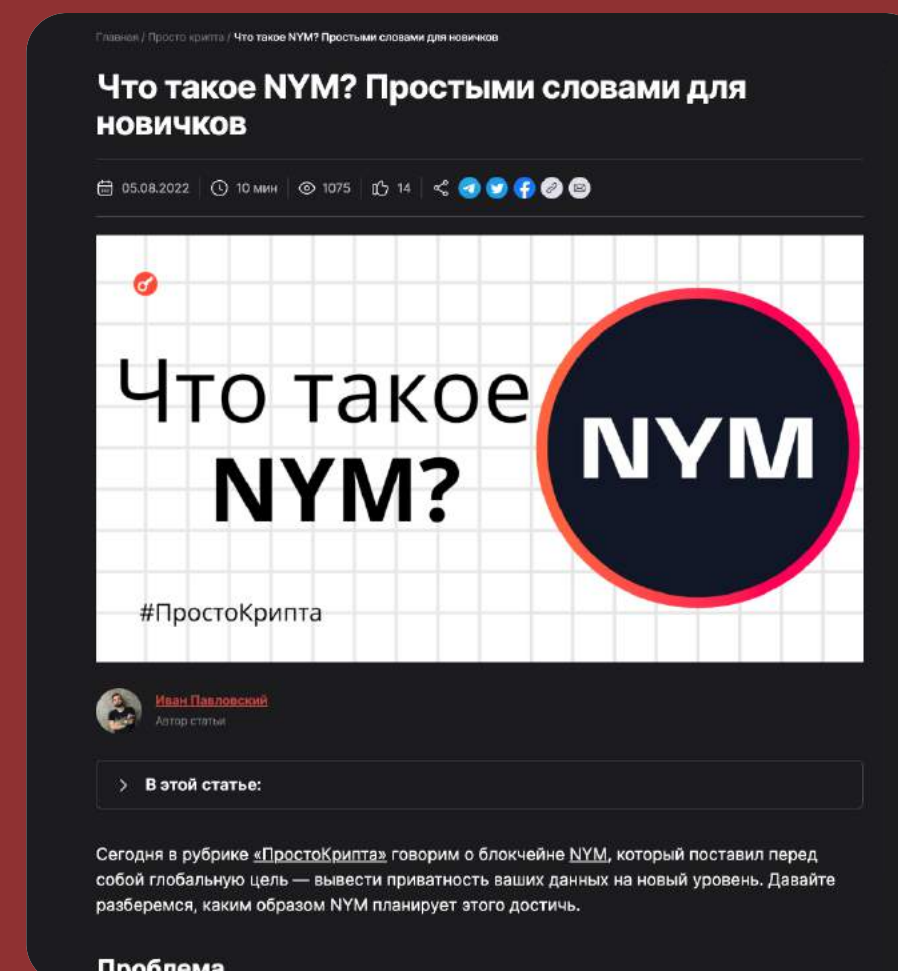 Главная / Просто крипта / Что такое NYM? Простыми словами для новичков
Что такое NYM? Простыми словами для
новичков
05.08.2022 10 мин 1075 14
Что такое
NYM?
NYM
#ПростоКрипта
Иван Павловский
Автор статьи
В этой статье:
Сегодня в рубрике «ПростоКрипта» говорим о блокчейне NYM, который поставил перед
собой глобальную цель — вывести приватность ваших данных на новый уровень. Давайте
разберемся, каким образом NYM планирует этого достичь.
Проблема